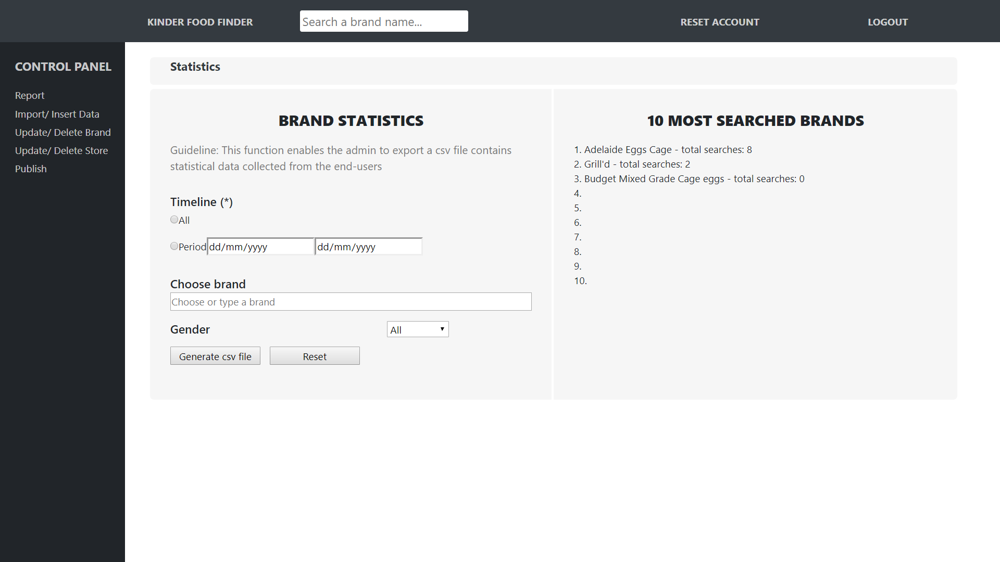 KINDER FOOD FINDER
Search a brand name...
RESET ACCOUNT
LOGOUT
CONTROL PANEL
Report
Import/ Insert Data
Update/ Delete Brand
Update/ Delete Store
Publish
Statistics
BRAND STATISTICS
Guideline: This function enables the admin to export a csv file contains
statistical data collected from the end-users
Timeline (*)
All
Period dd/mm/yyyy dd/mm/yyyy
Choose brand
Choose or type a brand
Gender All
Generate csv file Reset
10 MOST SEARCHED BRANDS
1. Adelaide Eggs Cage - total searches: 8
2. Grill'd - total searches: 2
3. Budget Mixed Grade Cage eggs - total searches: 0
4.
5.
6.
7.
8.
9.
10.